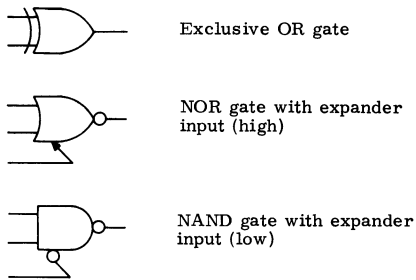 Exclusive OR gate
NOR gate with expander
input (high)
NAND gate with expander
input (low)